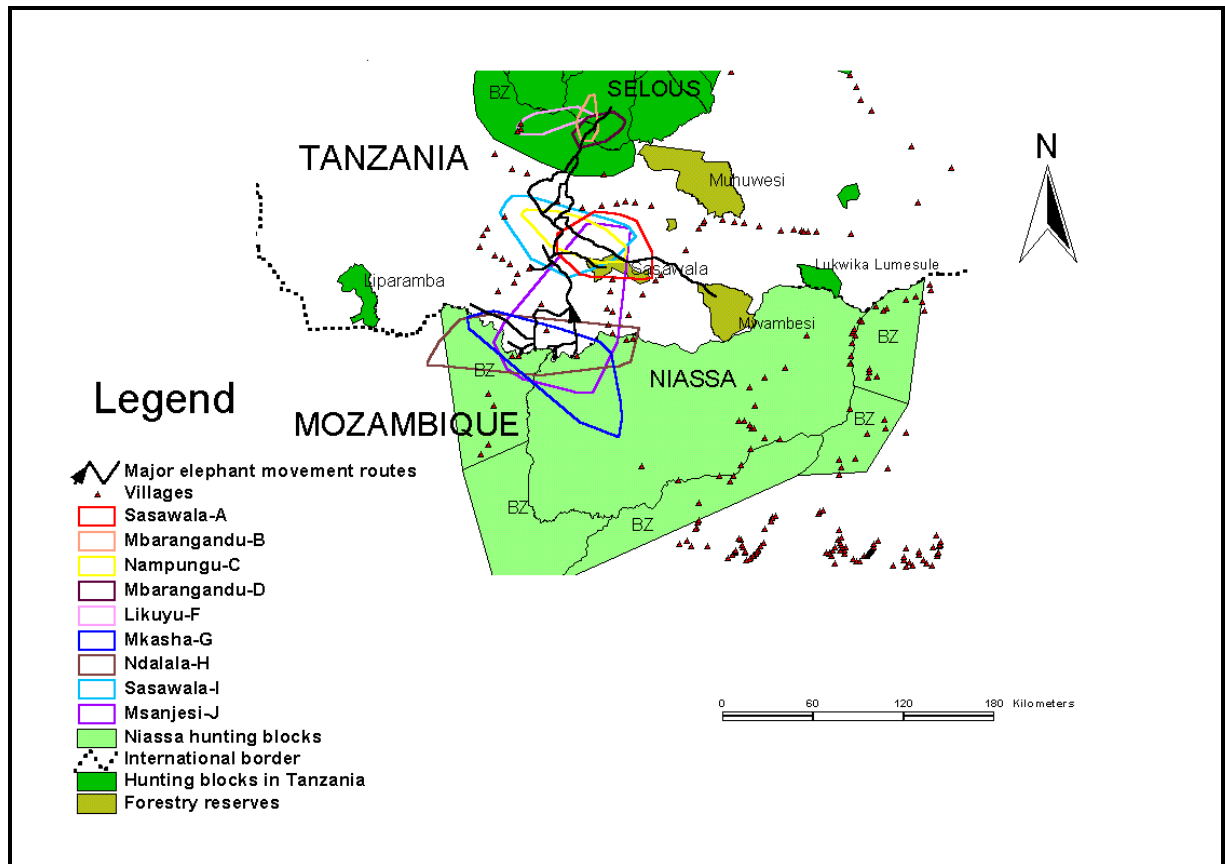 BZ
SELOUS
TANZANIA
Muhuwesi
N
Sasawala
Liparamba
Lukwika Lumesule
Mwambesi
BZ
BZ
NIASSA
Legend
MOZAMBIQUE
BZ
BZ
BZ
Major elephant movement routes
Villages
Sasawala-A
Mbarangandu-B
Nampungu-C
Mbarangandu-D
Likuyu-F
Mkasha-G
Ndalala-H
Sasawala-I
Msanjesi-J
Niassa hunting blocks
International border
Hunting blocks in Tanzania
Forestry reserves
0 60 120 180 Kilometers